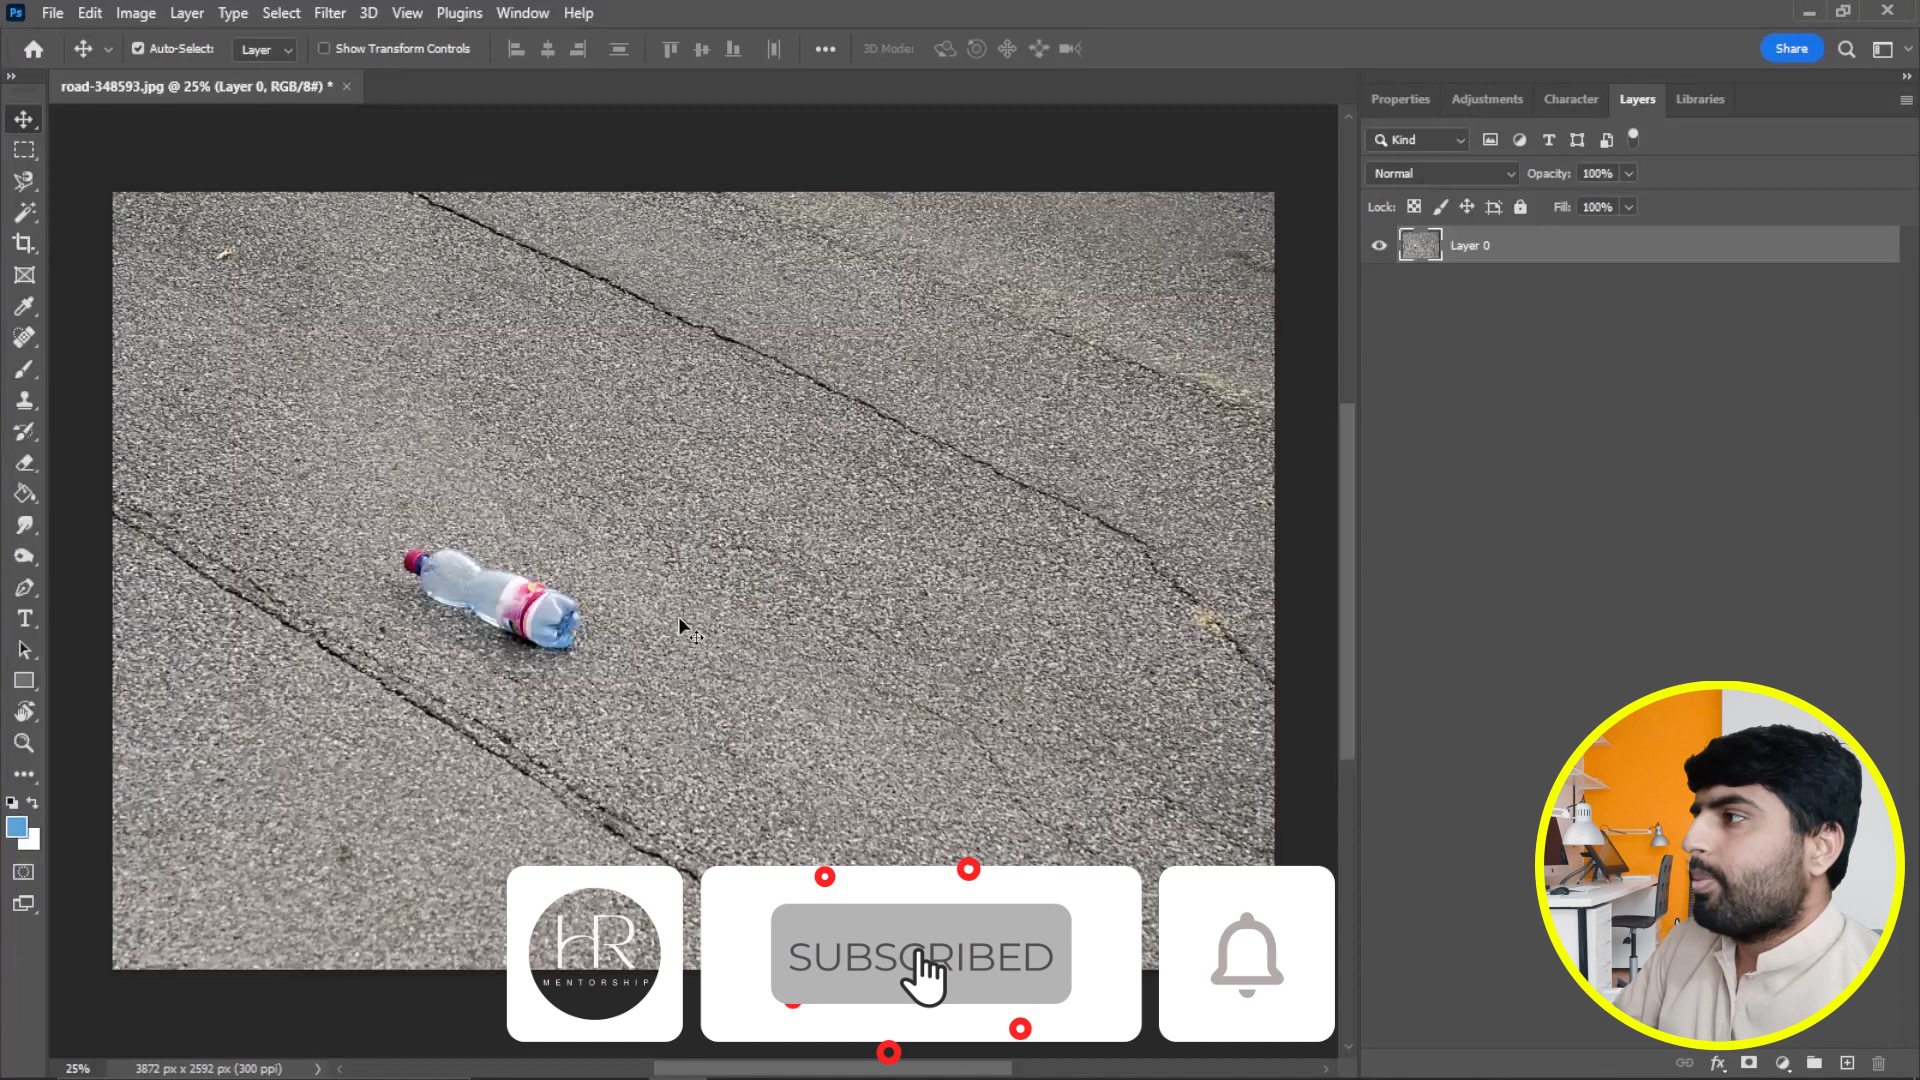 Ps File Edit Image Layer Type Select Filter 3D View Plugins Window Help
Auto-Select: Layer Show Transform Controls 3D Mode: Share
road-348593.jpg @ 25% (Layer 0, RGB/8#) *
Properties Adjustments Character Layers Libraries
Kind
Normal Opacity: 100%
Lock: Fill: 100%
Layer 0
HR
MENTORSHIP
SUBSCRIBED
25% 3872 px x 2592 px (300 ppi)